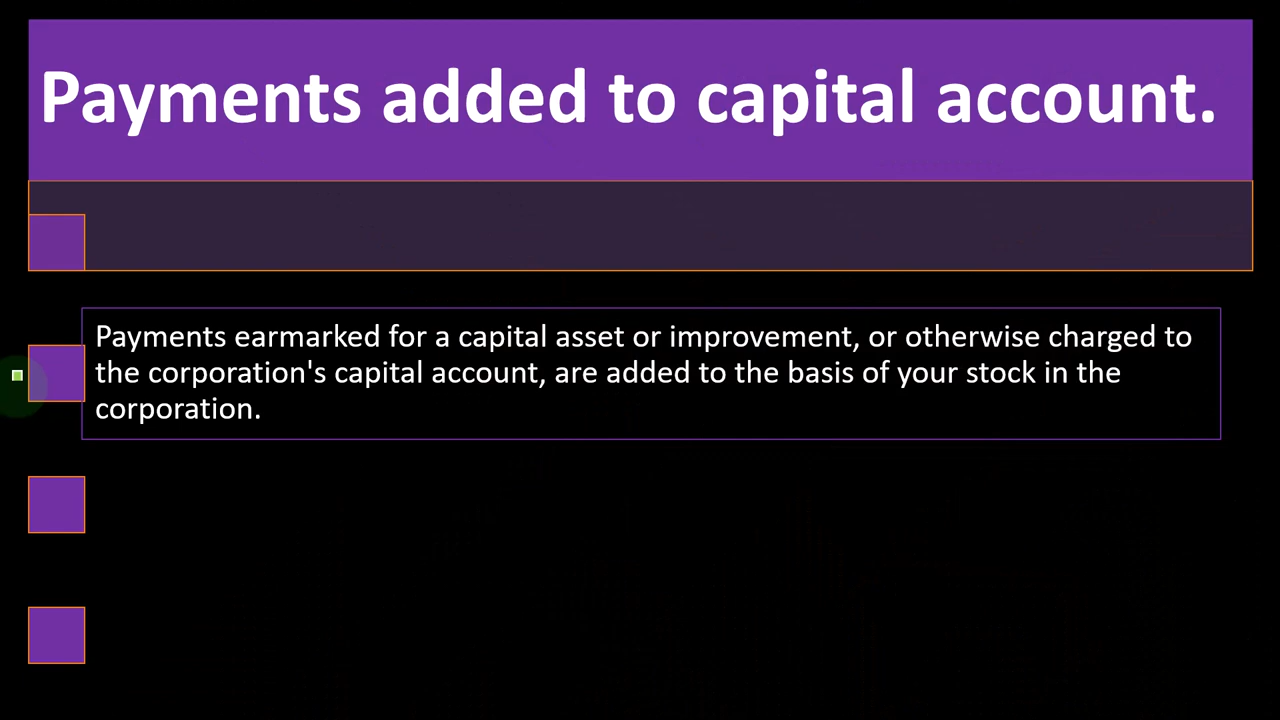 Payments added to capital account.
Payments earmarked for a capital asset or improvement, or otherwise charged to
the corporation's capital account, are added to the basis of your stock in the
corporation.